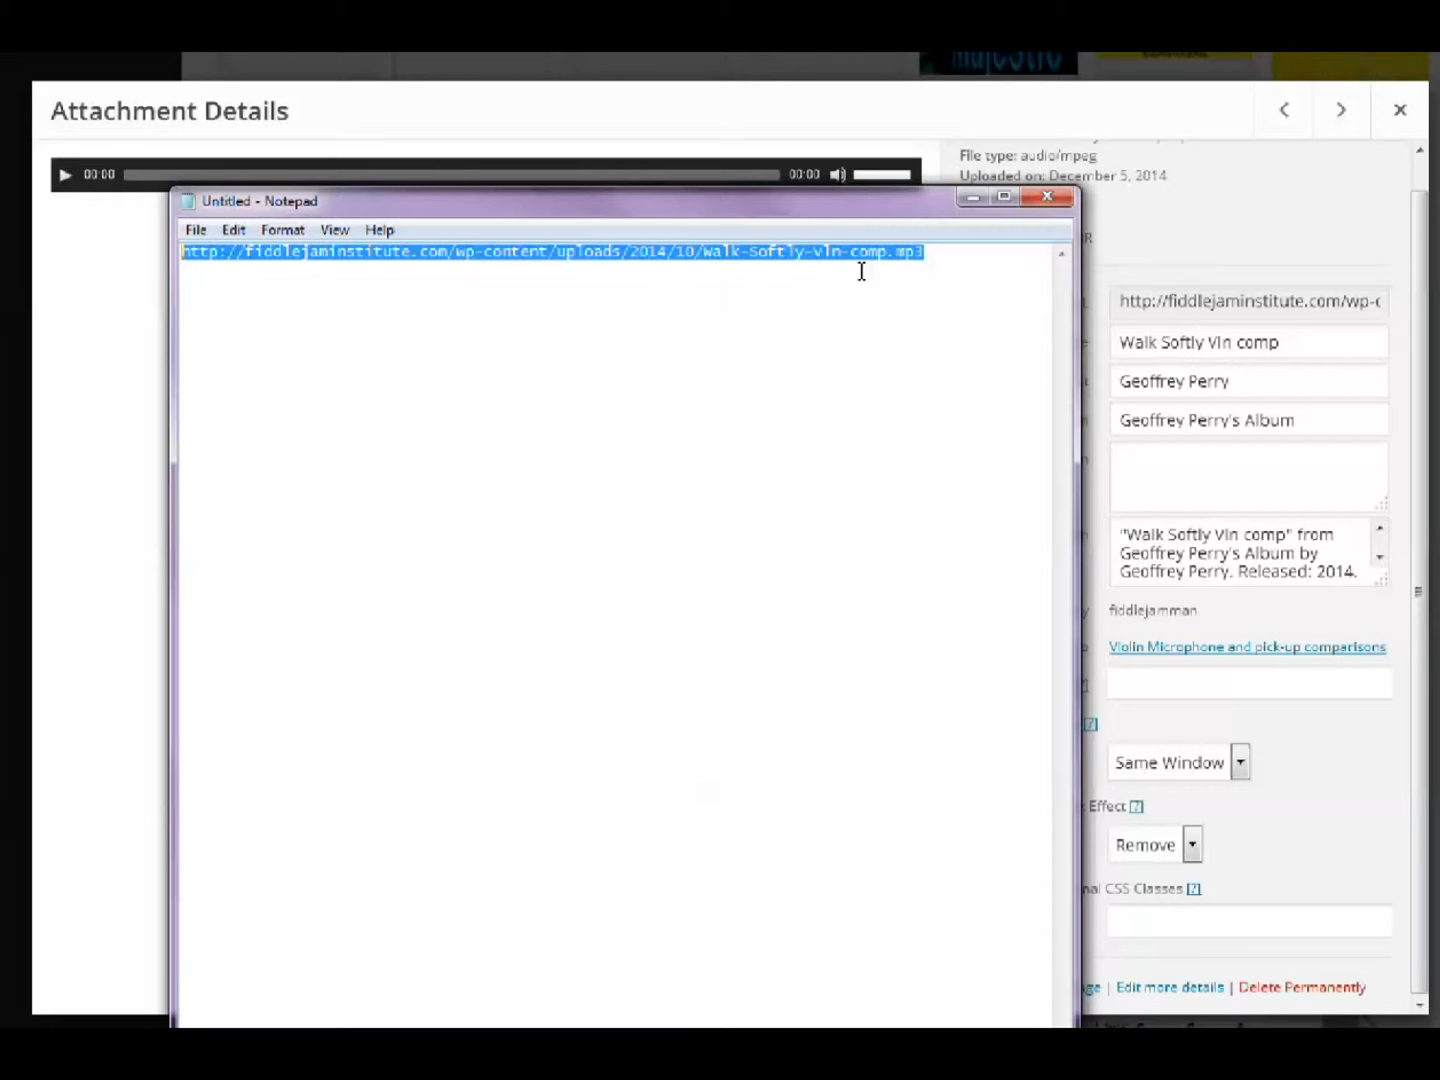 majestic
Attachment Details
File type: audio/mpeg
00:00
00:00
Uploaded on: December 5, 2014
Untitled - Notepad
File Edit Format View Help
http://fiddlejaminstitute.com/wp-content/uploads/2014/10/Walk-Softly-Vln-comp.mp3
http://fiddlejaminstitute.com/wp-c
Walk Softly Vln comp
Geoffrey Perry
Geoffrey Perry's Album
"Walk Softly Vln comp" from
Geoffrey Perry's Album by
Geoffrey Perry. Released: 2014.
fiddlejamman
Violin Microphone and pick-up comparisons
[?]
Same Window
Effect [?]
Remove
CSS Classes [?]
| Edit more details | Delete Permanently